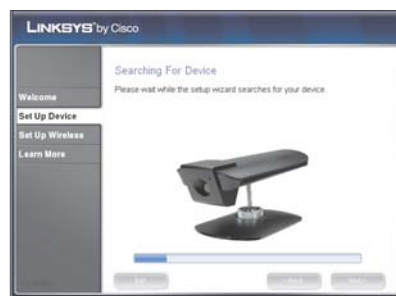 LINKSYS® by Cisco
Searching For Device
Please wait while the setup wizard searches for your device.
Welcome
Set Up Device
Set Up Wireless
Learn More